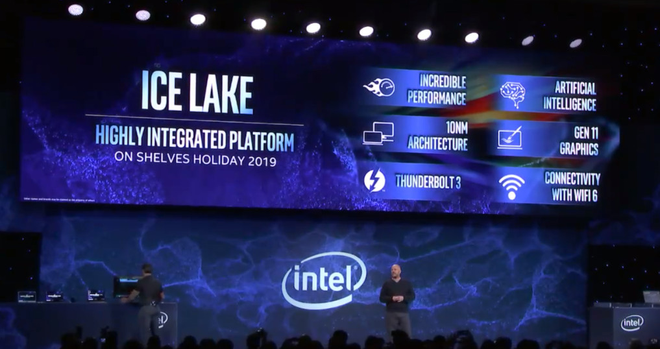 ICE LAKE
HIGHLY INTEGRATED PLATFORM
ON SHELVES HOLIDAY 2019
INCREDIBLE
PERFORMANCE
ARTIFICIAL
INTELLIGENCE
10NM
ARCHITECTURE
GEN 11
GRAPHICS
THUNDERBOLT 3
CONNECTIVITY
WITH WIFI 6
intel
intel